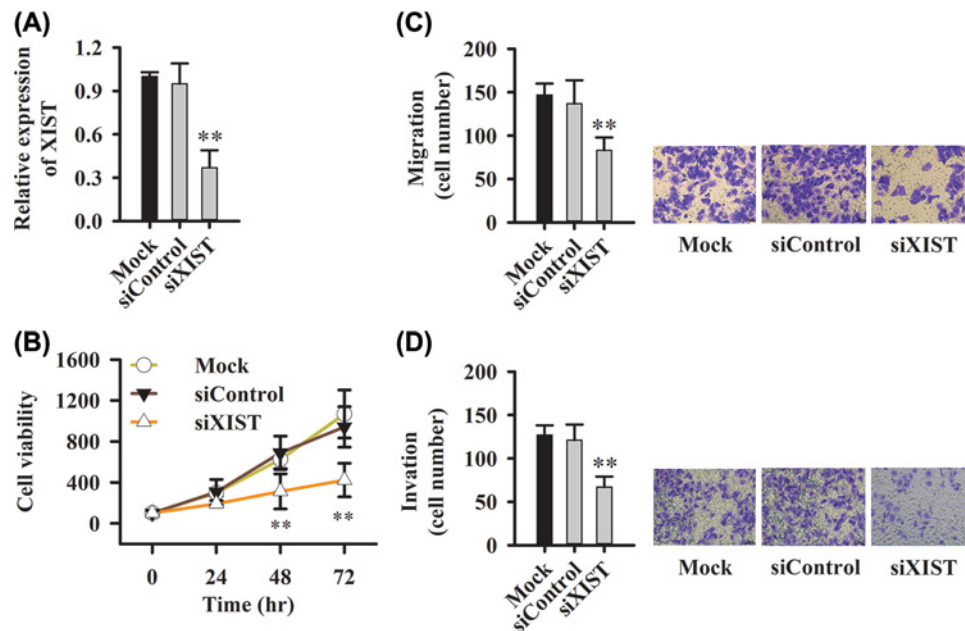 (A)
Relative expression
of XIST
1.2
0.9
0.6
0.3
0.0
**
Mock
siControl
siXIST
(B)
Cell viability
1600
1200
800
400
0
Mock
siControl
siXIST
**
**
0
24
48
72
Time (hr)
(C)
Migration
(cell number)
200
150
100
50
0
**
Mock
siControl
siXIST
Mock
siControl
siXIST
(D)
Invation
(cell number)
200
150
100
50
0
**
Mock
siControl
siXIST
Mock
siControl
siXIST